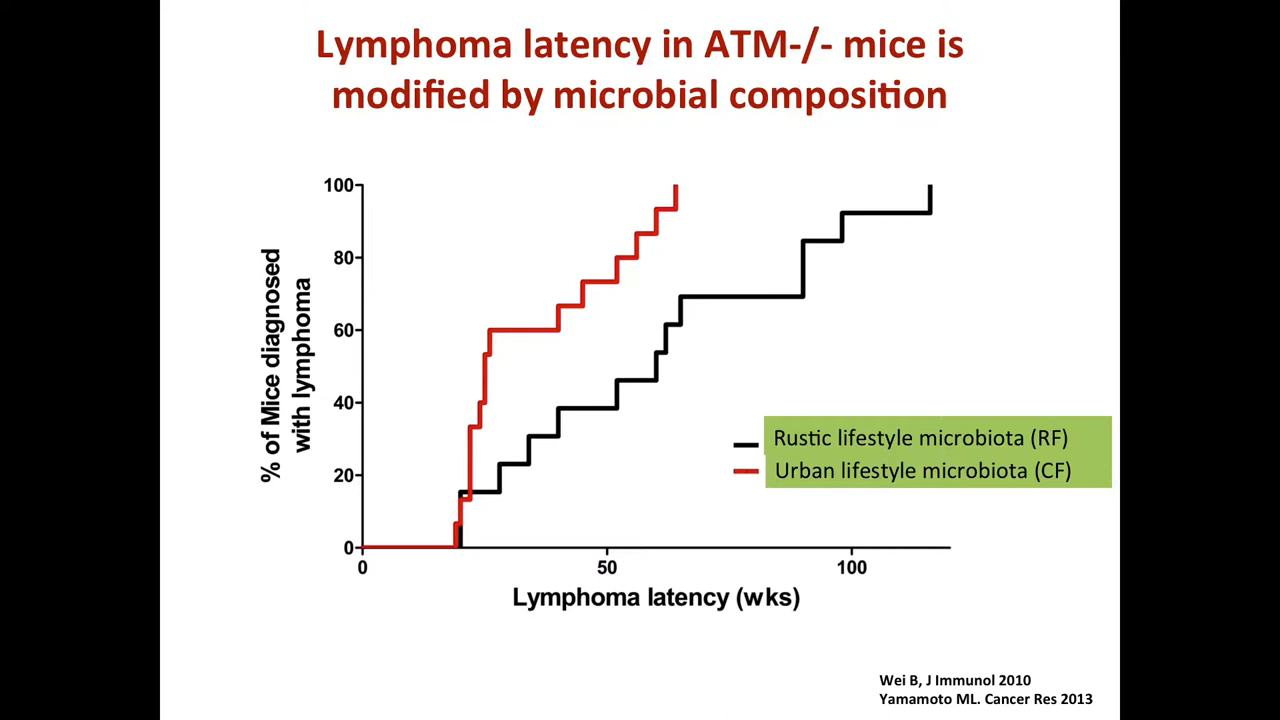 Lymphoma latency in ATM-/- mice is
modified by microbial composition
100
80
60
40
20
0
% of Mice diagnosed
with lymphoma
0
50
100
Lymphoma latency (wks)
Rustic lifestyle microbiota (RF)
Urban lifestyle microbiota (CF)
Wei B, J Immunol 2010
Yamamoto ML. Cancer Res 2013